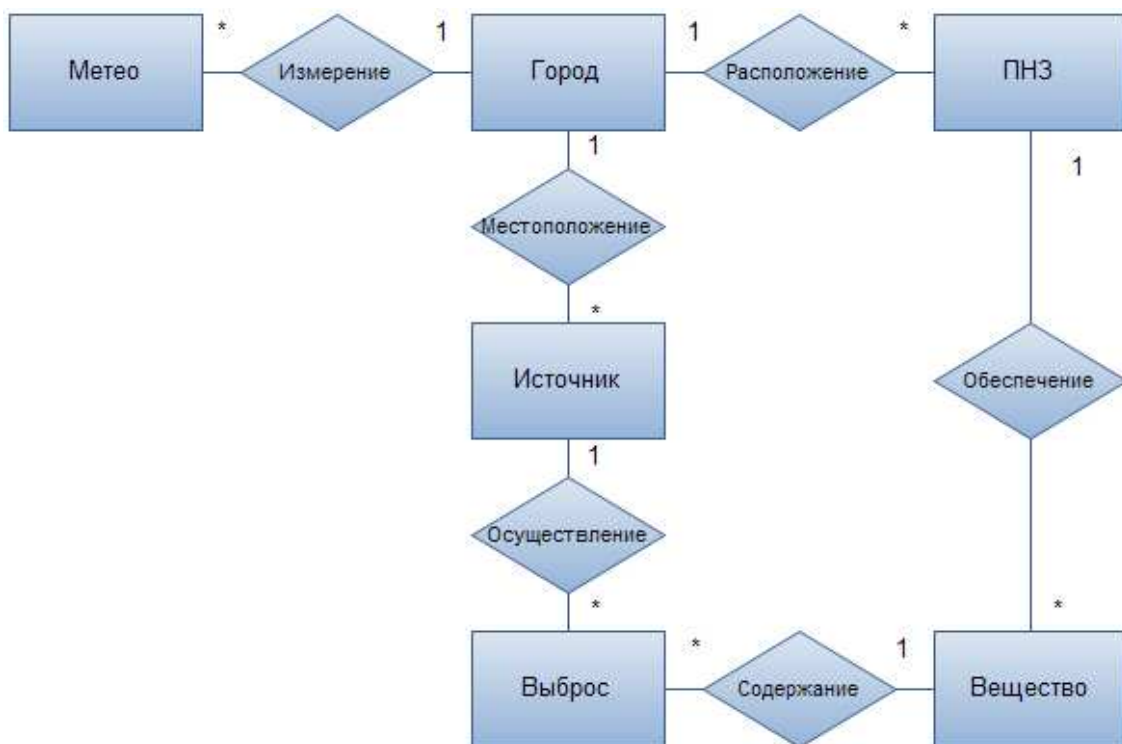 * 1 1 *
Метео Измерение Город Расположение ПНЗ
1 1
Местоположение
*
Источник Обеспечение
1
Осуществление
* *
* 1
Выброс Содержание Вещество